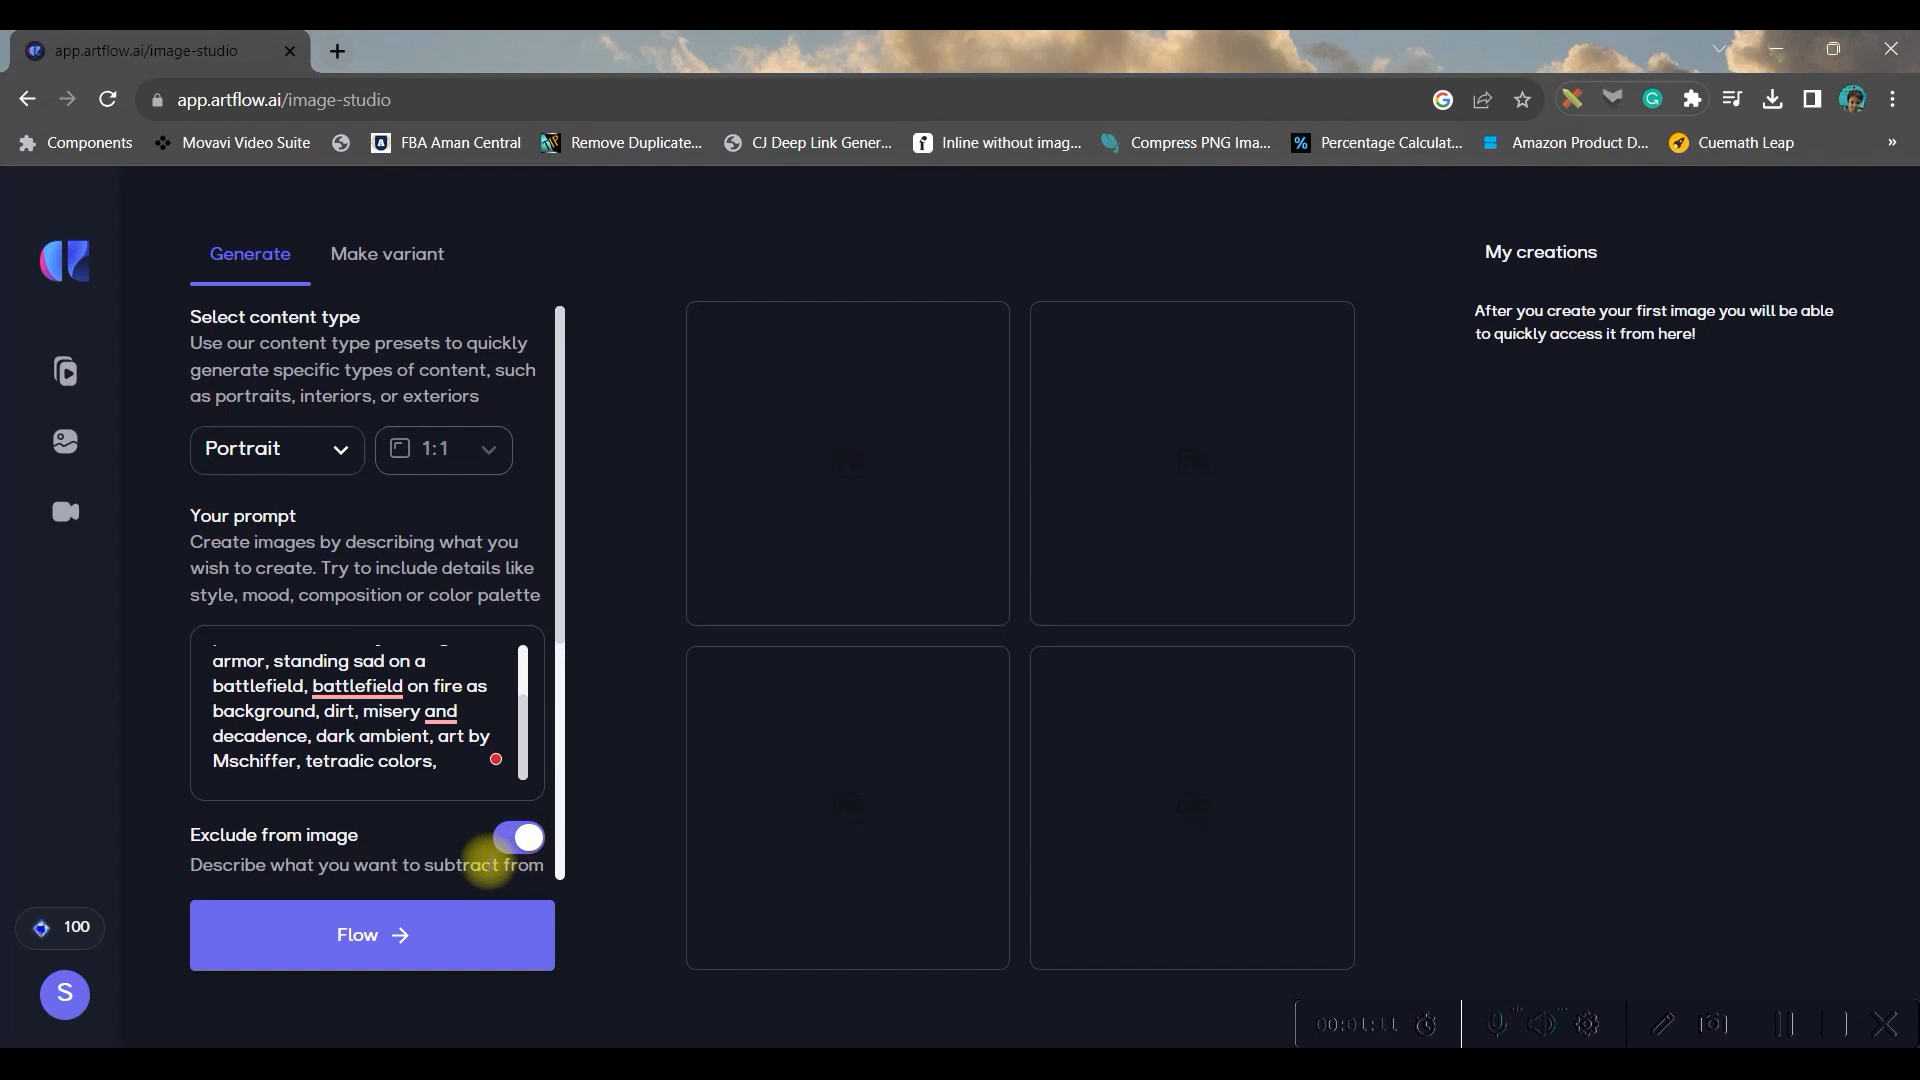 app.artflow.ai/image-studio
app.artflow.ai/image-studio
Components
Movavi Video Suite
FBA Aman Central
Remove Duplicate...
CJ Deep Link Gener...
Inline without imag...
Compress PNG Ima...
Percentage Calculat...
Amazon Product D...
Cuemath Leap
»
Generate
Make variant
Select content type
Use our content type presets to quickly
generate specific types of content, such
as portraits, interiors, or exteriors
Portrait
1:1
Your prompt
Create images by describing what you
wish to create. Try to include details like
style, mood, composition or color palette
armor, standing sad on a
battlefield, battlefield on fire as
background, dirt, misery and
decadence, dark ambient, art by
Mschiffer, tetradic colors,
Exclude from image
Describe what you want to subtract from
Flow →
100
S
My creations
After you create your first image you will be able
to quickly access it from here!
00:01:11